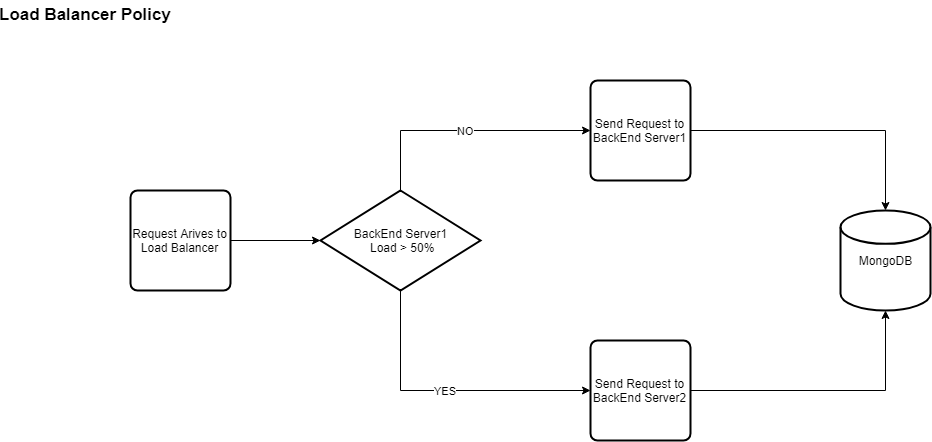 Load Balancer Policy
Send Request to
BackEnd Server1
NO
Request Arives to
Load Balancer
BackEnd Server1
Load > 50%
MongoDB
YES
Send Request to
BackEnd Server2